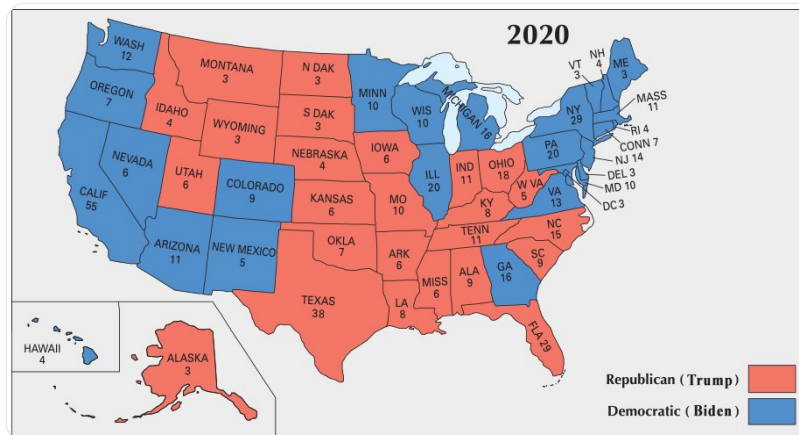 2020
WASH
12
OREGON
7
CALIF
55
NEVADA
6
IDAHO
4
MONTANA
3
WYOMING
3
UTAH
6
ARIZONA
11
COLORADO
9
NEW MEXICO
5
N DAK
3
S DAK
3
NEBRASKA
4
KANSAS
6
OKLA
7
TEXAS
38
MINN
10
IOWA
6
MO
10
ARK
6
LA
8
WIS
10
ILL
20
MICHIGAN 16
IND
11
OHIO
18
KY
8
TENN
11
MISS
6
ALA
9
GA
16
FLA 29
SC
9
NC
15
W VA
5
VA
13
PA
20
NY
29
VT
3
NH
4
ME
3
MASS
11
RI 4
CONN 7
NJ 14
DEL 3
MD 10
DC 3
HAWAII
4
ALASKA
3
Republican (Trump)
Democratic (Biden)